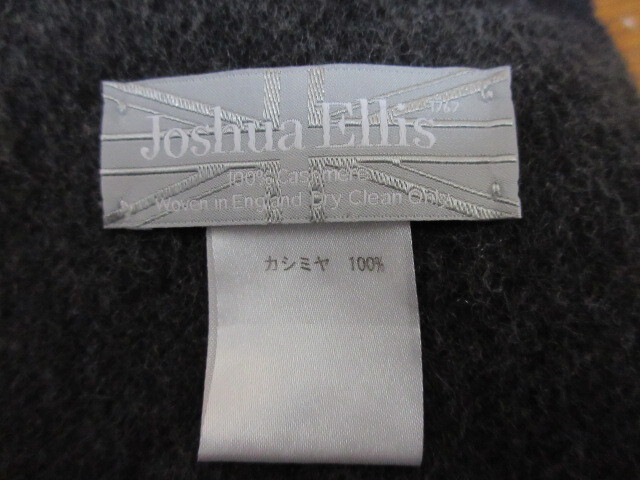 Joshua Ellis
1767
100% Cashmere
Woven in England Dry Clean Only
カシミヤ 100%